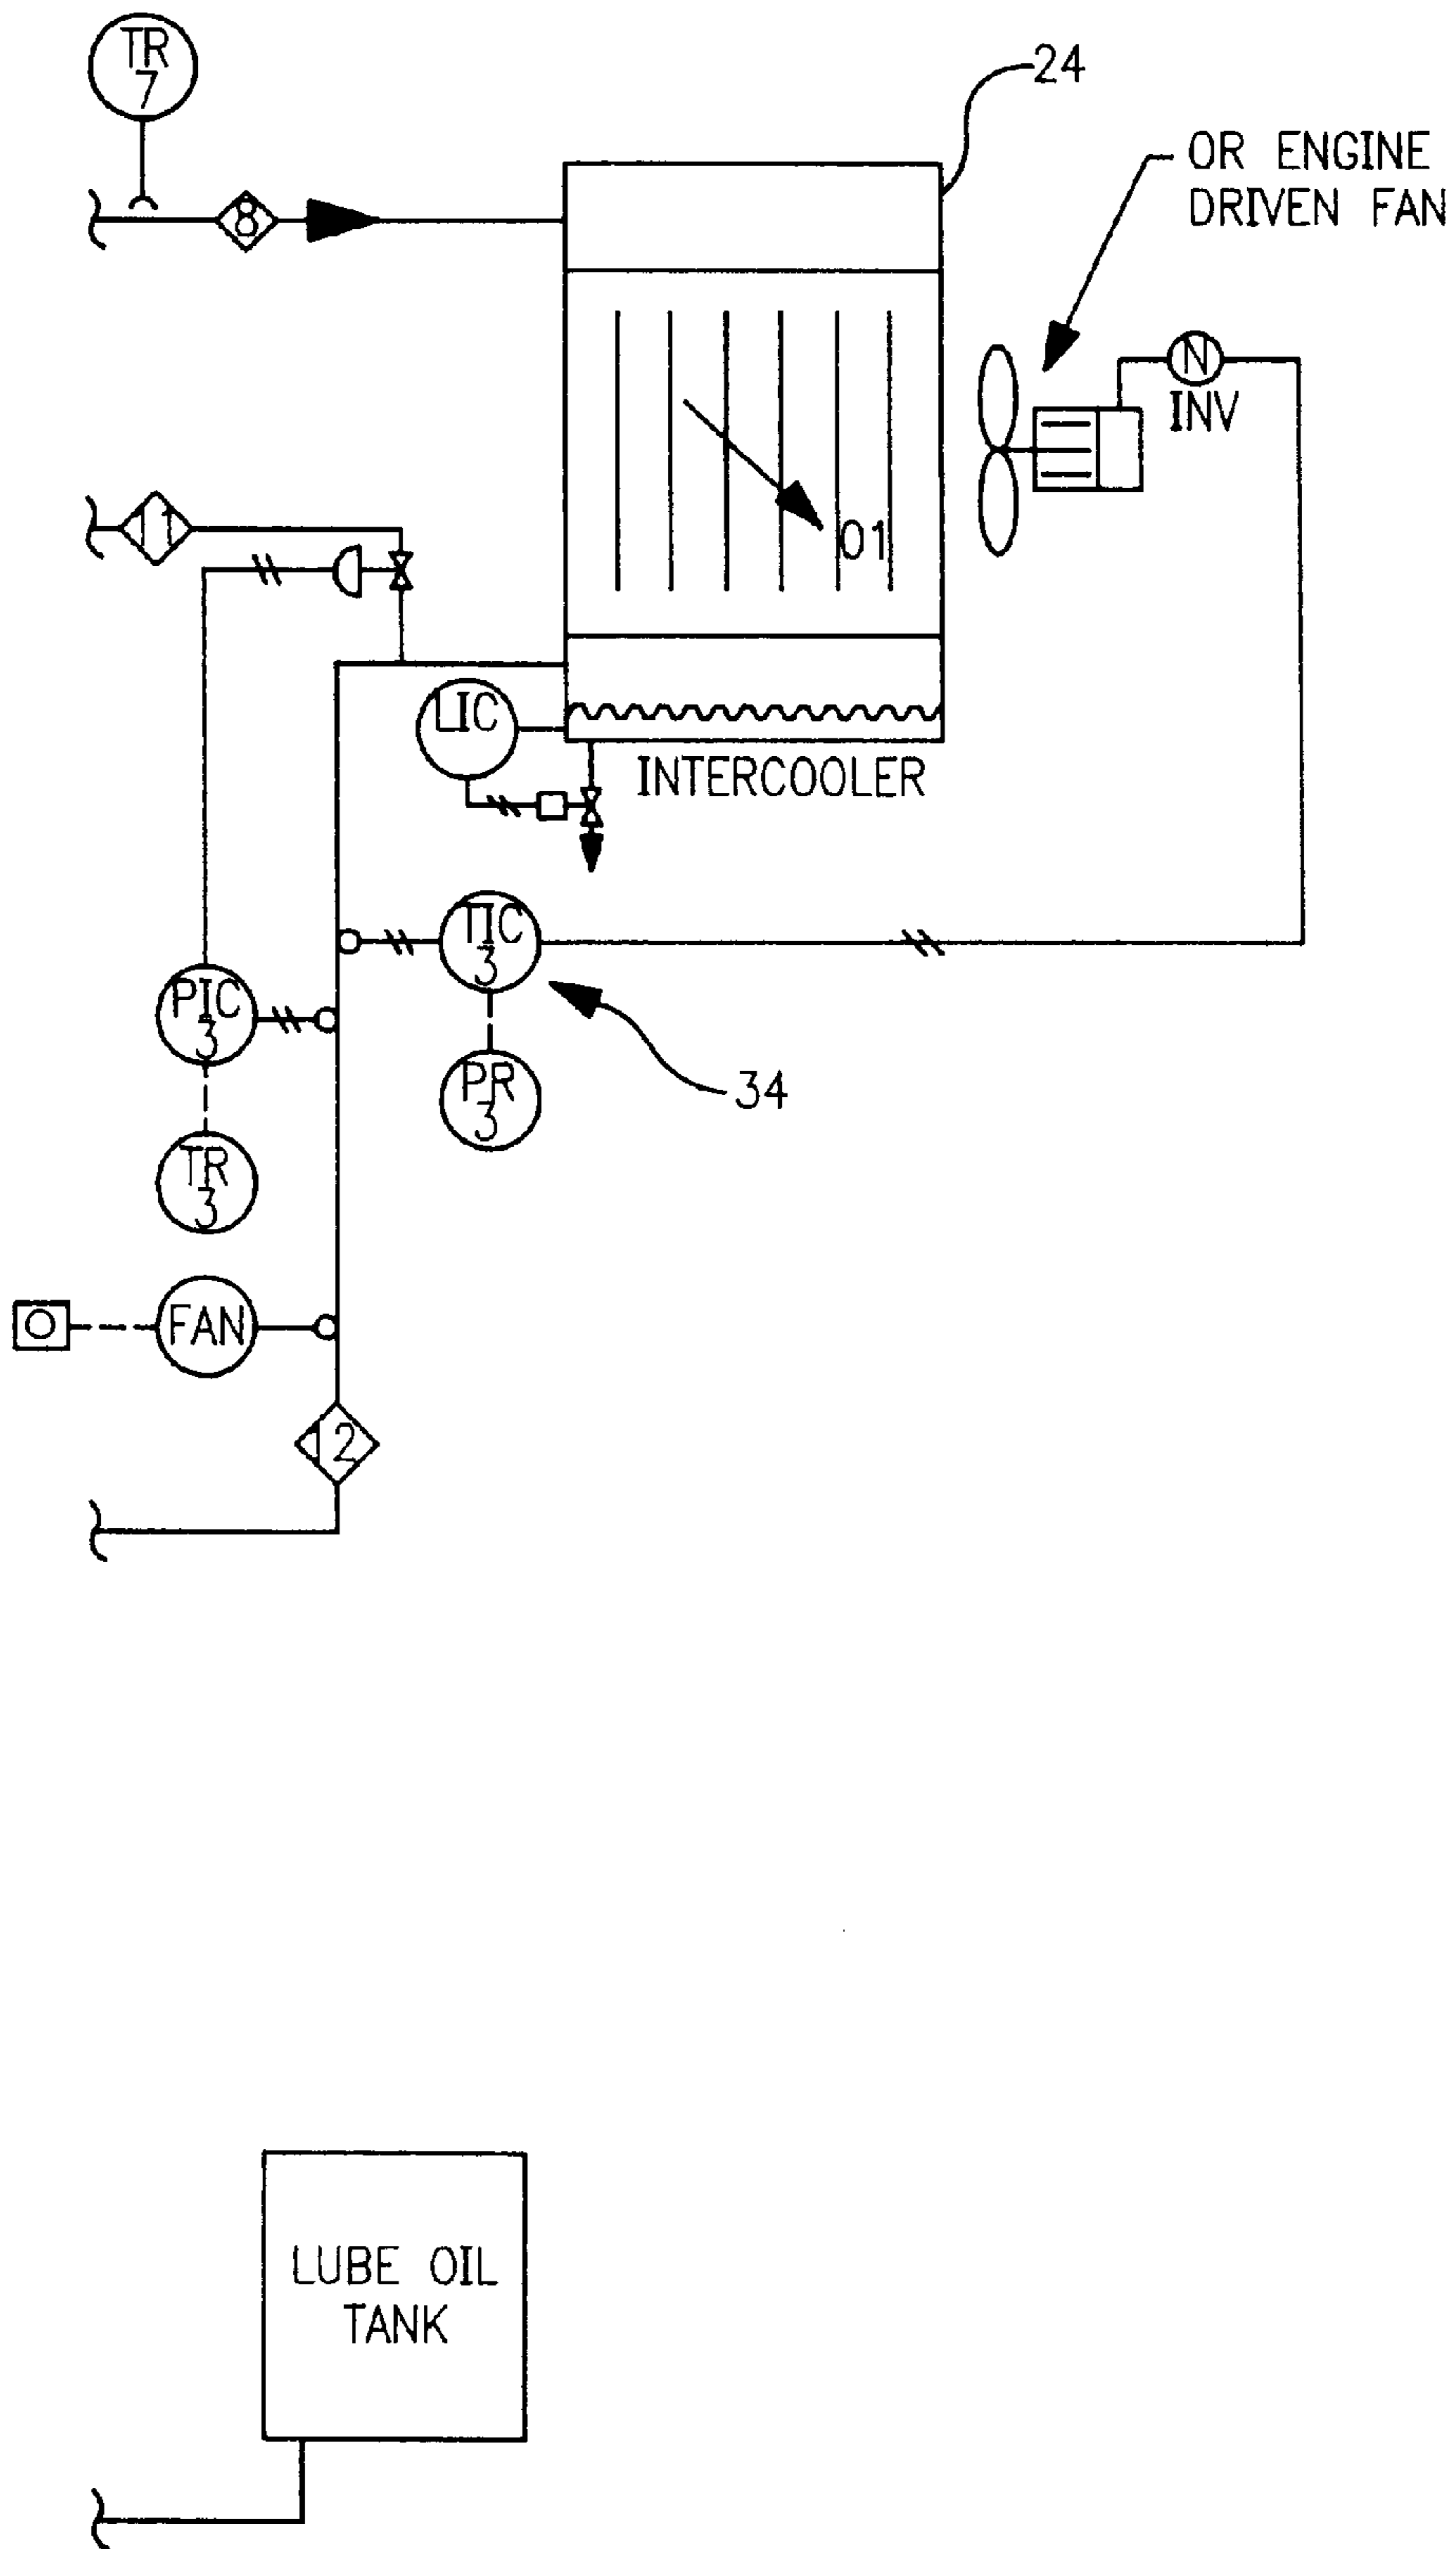 TR
7
24
OR ENGINE
DRIVEN FAN
8
N
INV
11
01
LIC
INTERCOOLER
TIC
3
PIC
3
PR
3
34
TR
3
FAN
12
LUBE OIL
TANK